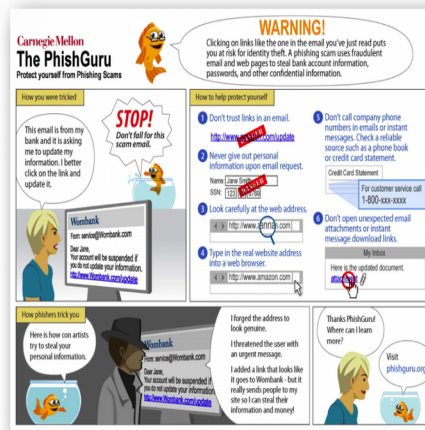 Carnegie Mellon
The PhishGuru
Protect yourself from Phishing Scams
WARNING!
Clicking on links like the one in the email you've just read puts
you at risk for identity theft. A phishing scam uses fraudulent
email and web pages to steal bank account information,
passwords, and other confidential information.
How you were tricked
This email is from my
bank and it is asking
me to update my
information. I better
click on the link and
update it.
STOP!
Don't fall for this
scam email.
Wombank
From: service@Wombank.com
Dear Jane,
Your account will be suspended if
you do not update your information.
http://www.Wombank.com/update
How to help protect yourself
1 Don't trust links in an email.
http://www. DANGER .com/update
2 Never give out personal
information upon email request.
Name: Jane Smith
SSN: 123 DANGER
3 Look carefully at the web address.
http://www. .com
4 Type in the real website address
into a web browser.
http://www.amazon.com
5 Don't call company phone
numbers in emails or instant
messages. Check a reliable
source such as a phone book
or credit card statement.
Credit Card Statement
For customer service call
1-800-xxx-xxxx
6 Don't open unexpected email
attachments or instant
message download links.
My Inbox
Here is the updated document.
How phishers trick you
Here is how con artists
try to steal your
personal information.
Wombank
From: service@Wombank.com
Dear Jane,
Your account will be suspended if
you do not update your information.
http://www.Wombank.com/update
I forged the address to
look genuine.
I threatened the user with
an urgent message.
I added a link that looks like
it goes to Wombank - but it
really sends people to my
site so I can steal their
information and money!
Thanks PhishGuru!
Where can I learn
more?
Visit
phishguru.org